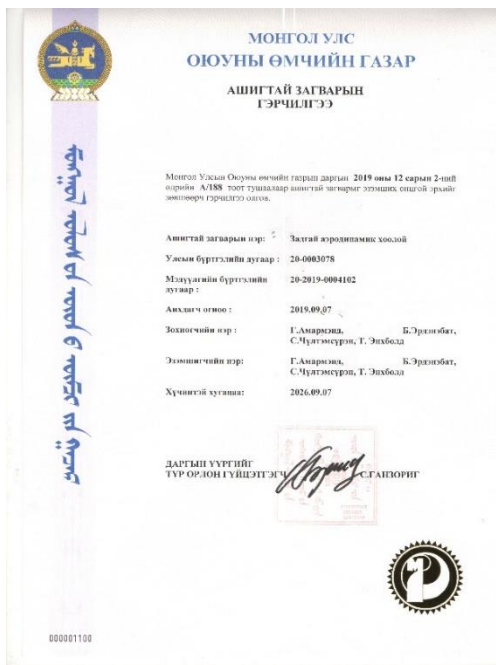 МОНГОЛ УЛС
ОЮУНЫ ӨМЧИЙН ГАЗАР
АШИГТАЙ ЗАГВАРЫН
ГЭРЧИЛГЭЭ
Монгол Улсын Оюуны өмчийн газрын даргын 2019 оны 12 сарын 2-ний
өдрийн А/188 тоот тушаалаар ашигтай загварыг эзэмших онцгой эрхийг
зөвшөөрч гэрчилгээ олгов.
Ашигтай загварын нэр: Задгай аэродинамик хоолой
Улсын бүртгэлийн дугаар : 20-0003078
Мэдүүлгийн бүртгэлийн 20-2019-0004102
дугаар :
Анхдагч огноо : 2019.09.07
Зохиогчийн нэр : Г.Амармэнд, Б.Эрдэнэбат,
С.Чүлтэмсүрэн, Т. Энхболд
Эзэмшигчийн нэр: Г.Амармэнд, Б.Эрдэнэбат,
С.Чүлтэмсүрэн, Т. Энхболд
Хүчинтэй хугацаа: 2026.09.07
ДАРГЫН ҮҮРГИЙГ
ТҮР ОРЛОН ГҮЙЦЭТГЭГЧ С.ГАНЗОРИГ
000001100